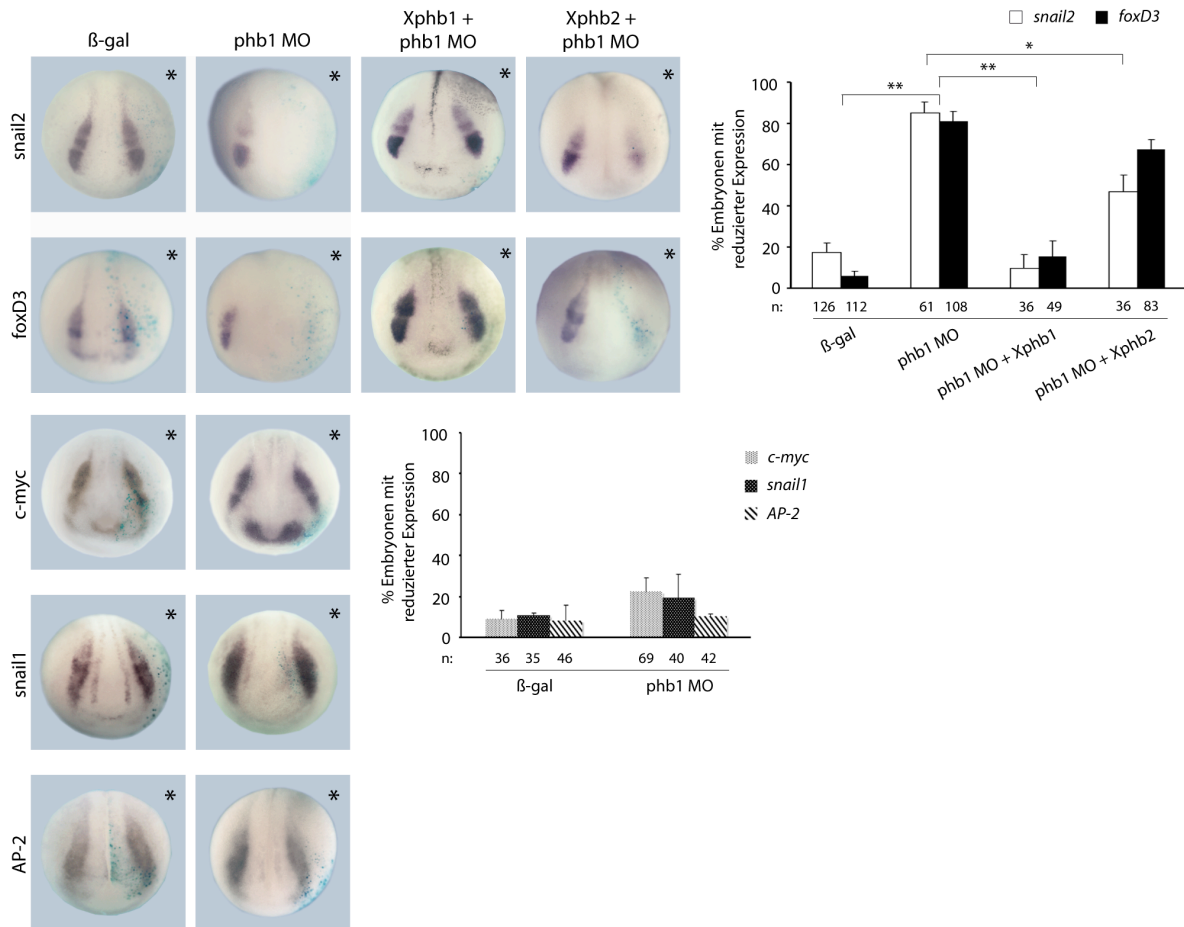 ß-gal
phb1 MO
Xphb1 +
phb1 MO
Xphb2 +
phb1 MO
snail2
*
*
*
*
foxD3
*
*
*
*
c-myc
*
*
snail1
*
*
AP-2
*
*
snail2
foxD3
*
**
**
% Embryonen mit
reduzierter Expression
100
80
60
40
20
0
n:
126 112
61 108
36 49
36 83
ß-gal
phb1 MO
phb1 MO + Xphb1
phb1 MO + Xphb2
% Embryonen mit
reduzierter Expression
100
80
60
40
20
0
c-myc
snail1
AP-2
n:
36 35 46
69 40 42
ß-gal
phb1 MO